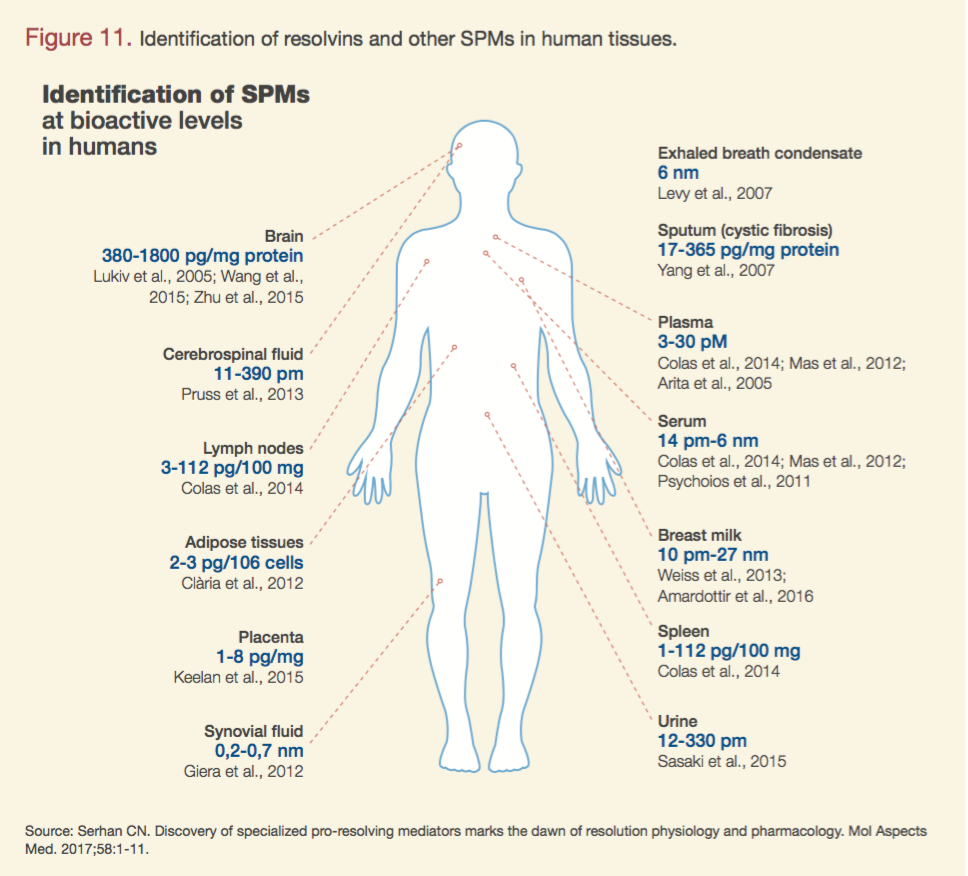 Figure 11. Identification of resolvins and other SPMs in human tissues.
Identification of SPMs
at bioactive levels
in humans
Brain
380-1800 pg/mg protein
Lukiv et al., 2005; Wang et al.,
2015; Zhu et al., 2015
Cerebrospinal fluid
11-390 pm
Pruss et al., 2013
Lymph nodes
3-112 pg/100 mg
Colas et al., 2014
Adipose tissues
2-3 pg/106 cells
Clària et al., 2012
Placenta
1-8 pg/mg
Keelan et al., 2015
Synovial fluid
0,2-0,7 nm
Giera et al., 2012
Exhaled breath condensate
6 nm
Levy et al., 2007
Sputum (cystic fibrosis)
17-365 pg/mg protein
Yang et al., 2007
Plasma
3-30 pM
Colas et al., 2014; Mas et al., 2012;
Arita et al., 2005
Serum
14 pm-6 nm
Colas et al., 2014; Mas et al., 2012;
Psychoios et al., 2011
Breast milk
10 pm-27 nm
Weiss et al., 2013;
Amardottir et al., 2016
Spleen
1-112 pg/100 mg
Colas et al., 2014
Urine
12-330 pm
Sasaki et al., 2015
Source: Serhan CN. Discovery of specialized pro-resolving mediators marks the dawn of resolution physiology and pharmacology. Mol Aspects
Med. 2017;58:1-11.